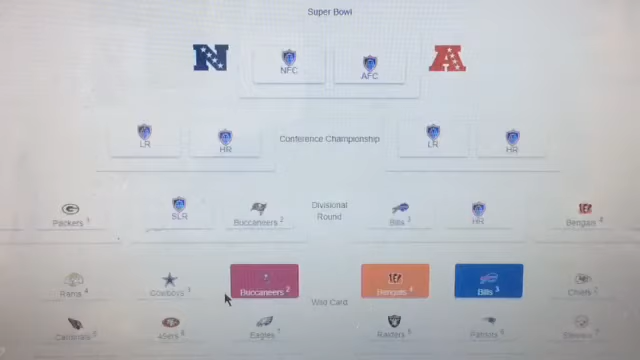 Super Bowl
NFC
AFC
LR
HR
Conference Championship
LR
HR
Packers 1
SLR
Buccaneers 2
Divisional
Round
Bills 3
HR
Bengals 4
Rams 4
Cowboys 3
Buccaneers 2
Wild Card
Bengals 4
Bills 3
Chiefs 2
Cardinals 5
49ers 6
Eagles 7
Raiders 5
Patriots 6
Steelers 7